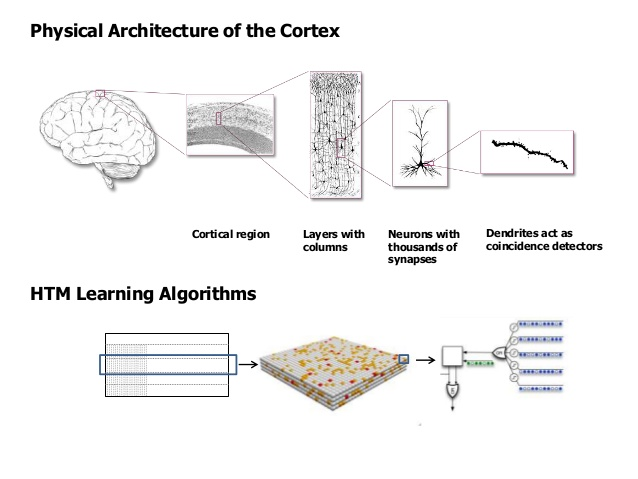 Physical Architecture of the Cortex
Cortical region
Layers with
columns
Neurons with
thousands of
synapses
Dendrites act as
coincidence detectors
HTM Learning Algorithms